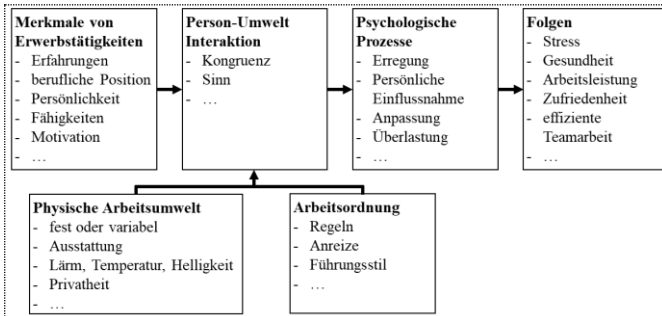 Merkmale von
Erwerbstätigkeiten
- Erfahrungen
- berufliche Position
- Persönlichkeit
- Fähigkeiten
- Motivation
- …
Person-Umwelt
Interaktion
- Kongruenz
- Sinn
- …
Psychologische
Prozesse
- Erregung
- Persönliche
Einflussnahme
- Anpassung
- Überlastung
- …
Folgen
- Stress
- Gesundheit
- Arbeitsleistung
- Zufriedenheit
- effiziente
Teamarbeit
- …
Physische Arbeitsumwelt
- fest oder variabel
- Ausstattung
- Lärm, Temperatur, Helligkeit
- Privatheit
- …
Arbeitsordnung
- Regeln
- Anreize
- Führungsstil
- …